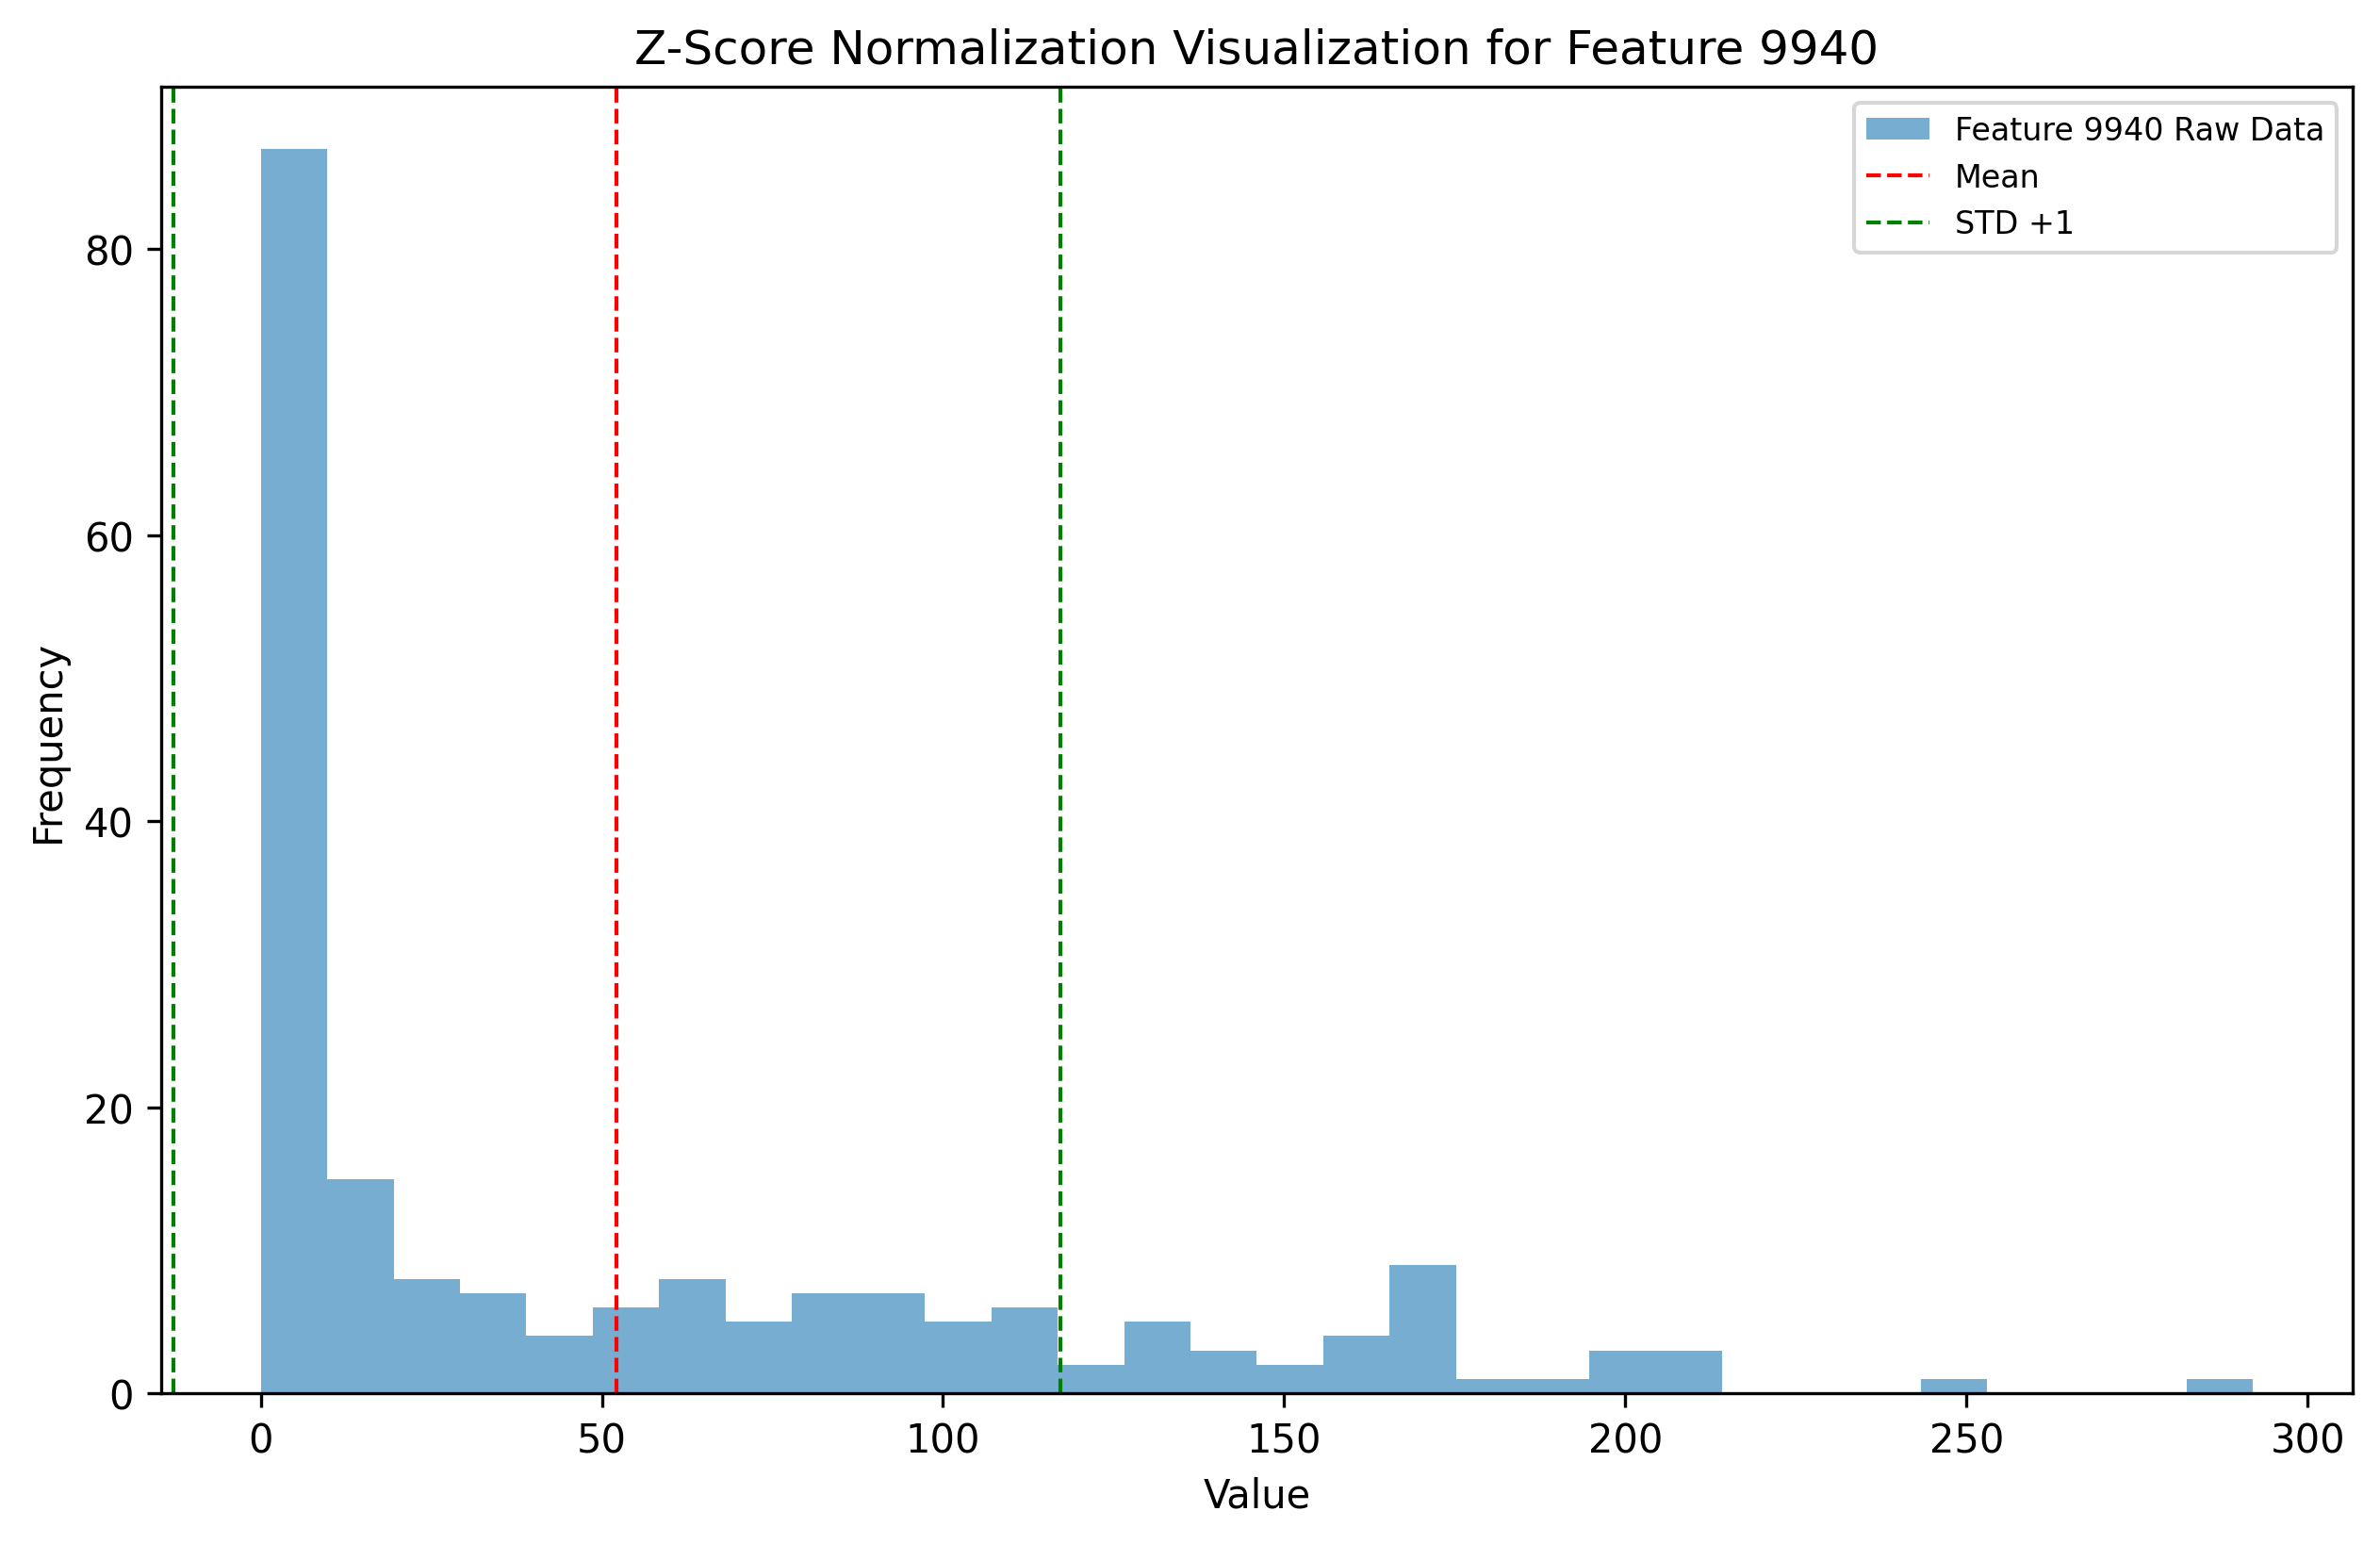 Z-Score Normalization Visualization for Feature 9940
Feature 9940 Raw Data
Mean
STD +1
Frequency
80
60
40
20
0
0 50 100 150 200 250 300
Value